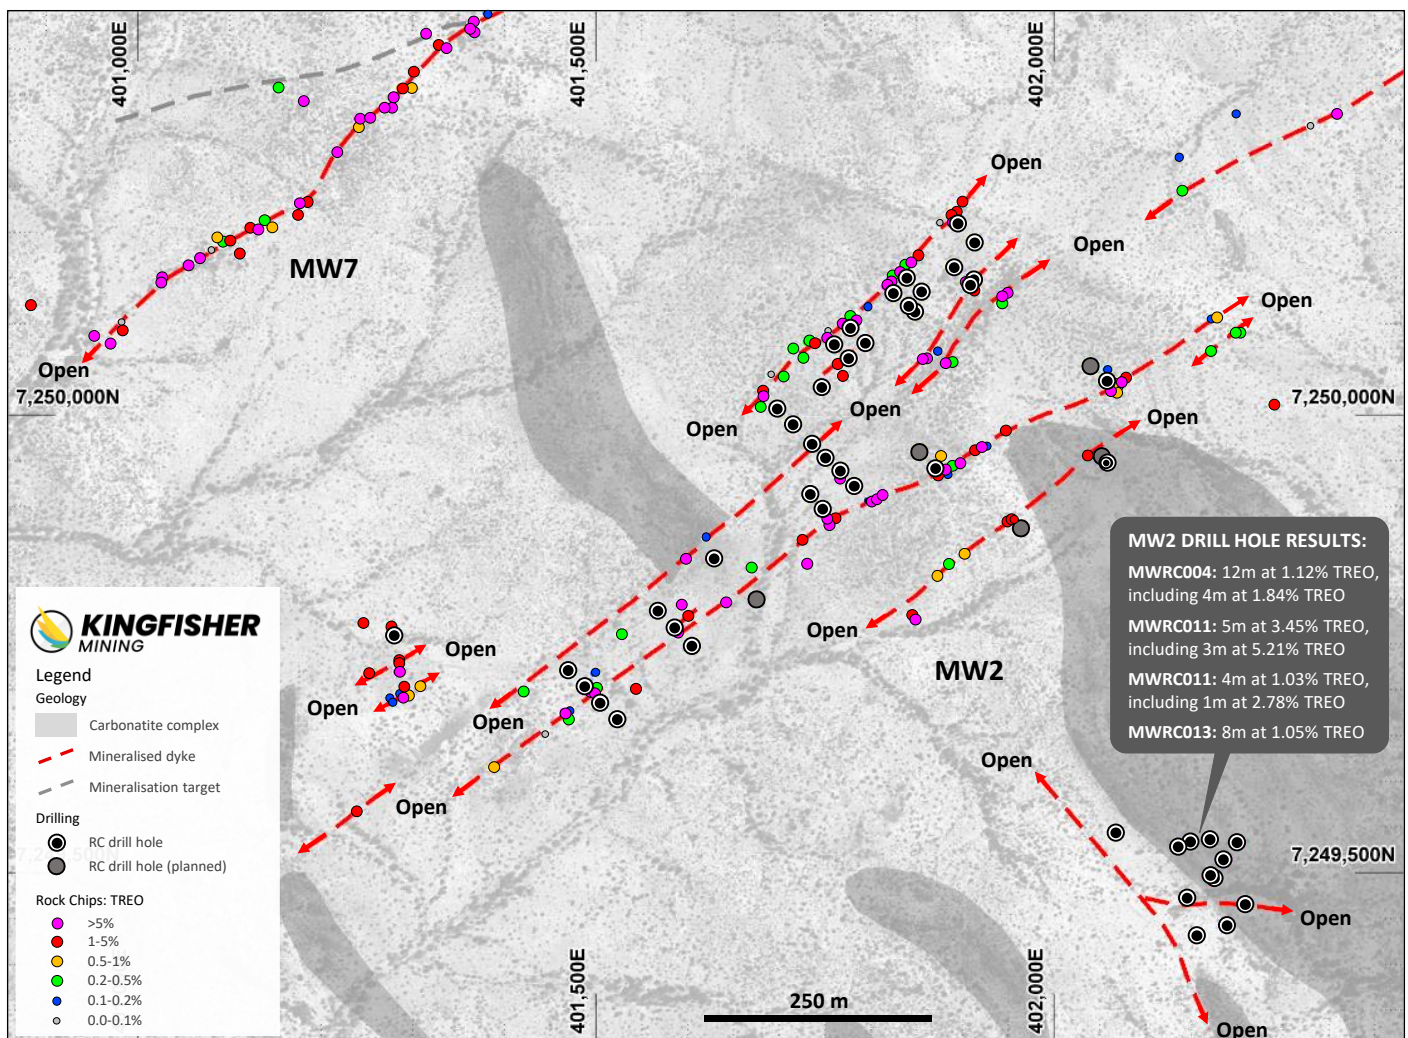 401,000E
401,500E
402,000E
Open
Open
MW7
Open
Open
7,250,000N
7,250,000N
Open
Open
Open
MW2 DRILL HOLE RESULTS:
MWRC004: 12m at 1.12% TREO,
including 4m at 1.84% TREO
MWRC011: 5m at 3.45% TREO,
including 3m at 5.21% TREO
MWRC011: 4m at 1.03% TREO,
including 1m at 2.78% TREO
MWRC013: 8m at 1.05% TREO
KINGFISHER
MINING
Open
Open
MW2
Legend
Geology
Open
Open
Carbonatite complex
Mineralised dyke
Open
Mineralisation target
Open
Drilling
RC drill hole
7,249,500N
RC drill hole (planned)
Rock Chips: TREO
>5%
Open
1-5%
0.5-1%
0.2-0.5%
0.1-0.2%
0.0-0.1%
401,500E
250 m
402,000E
Open